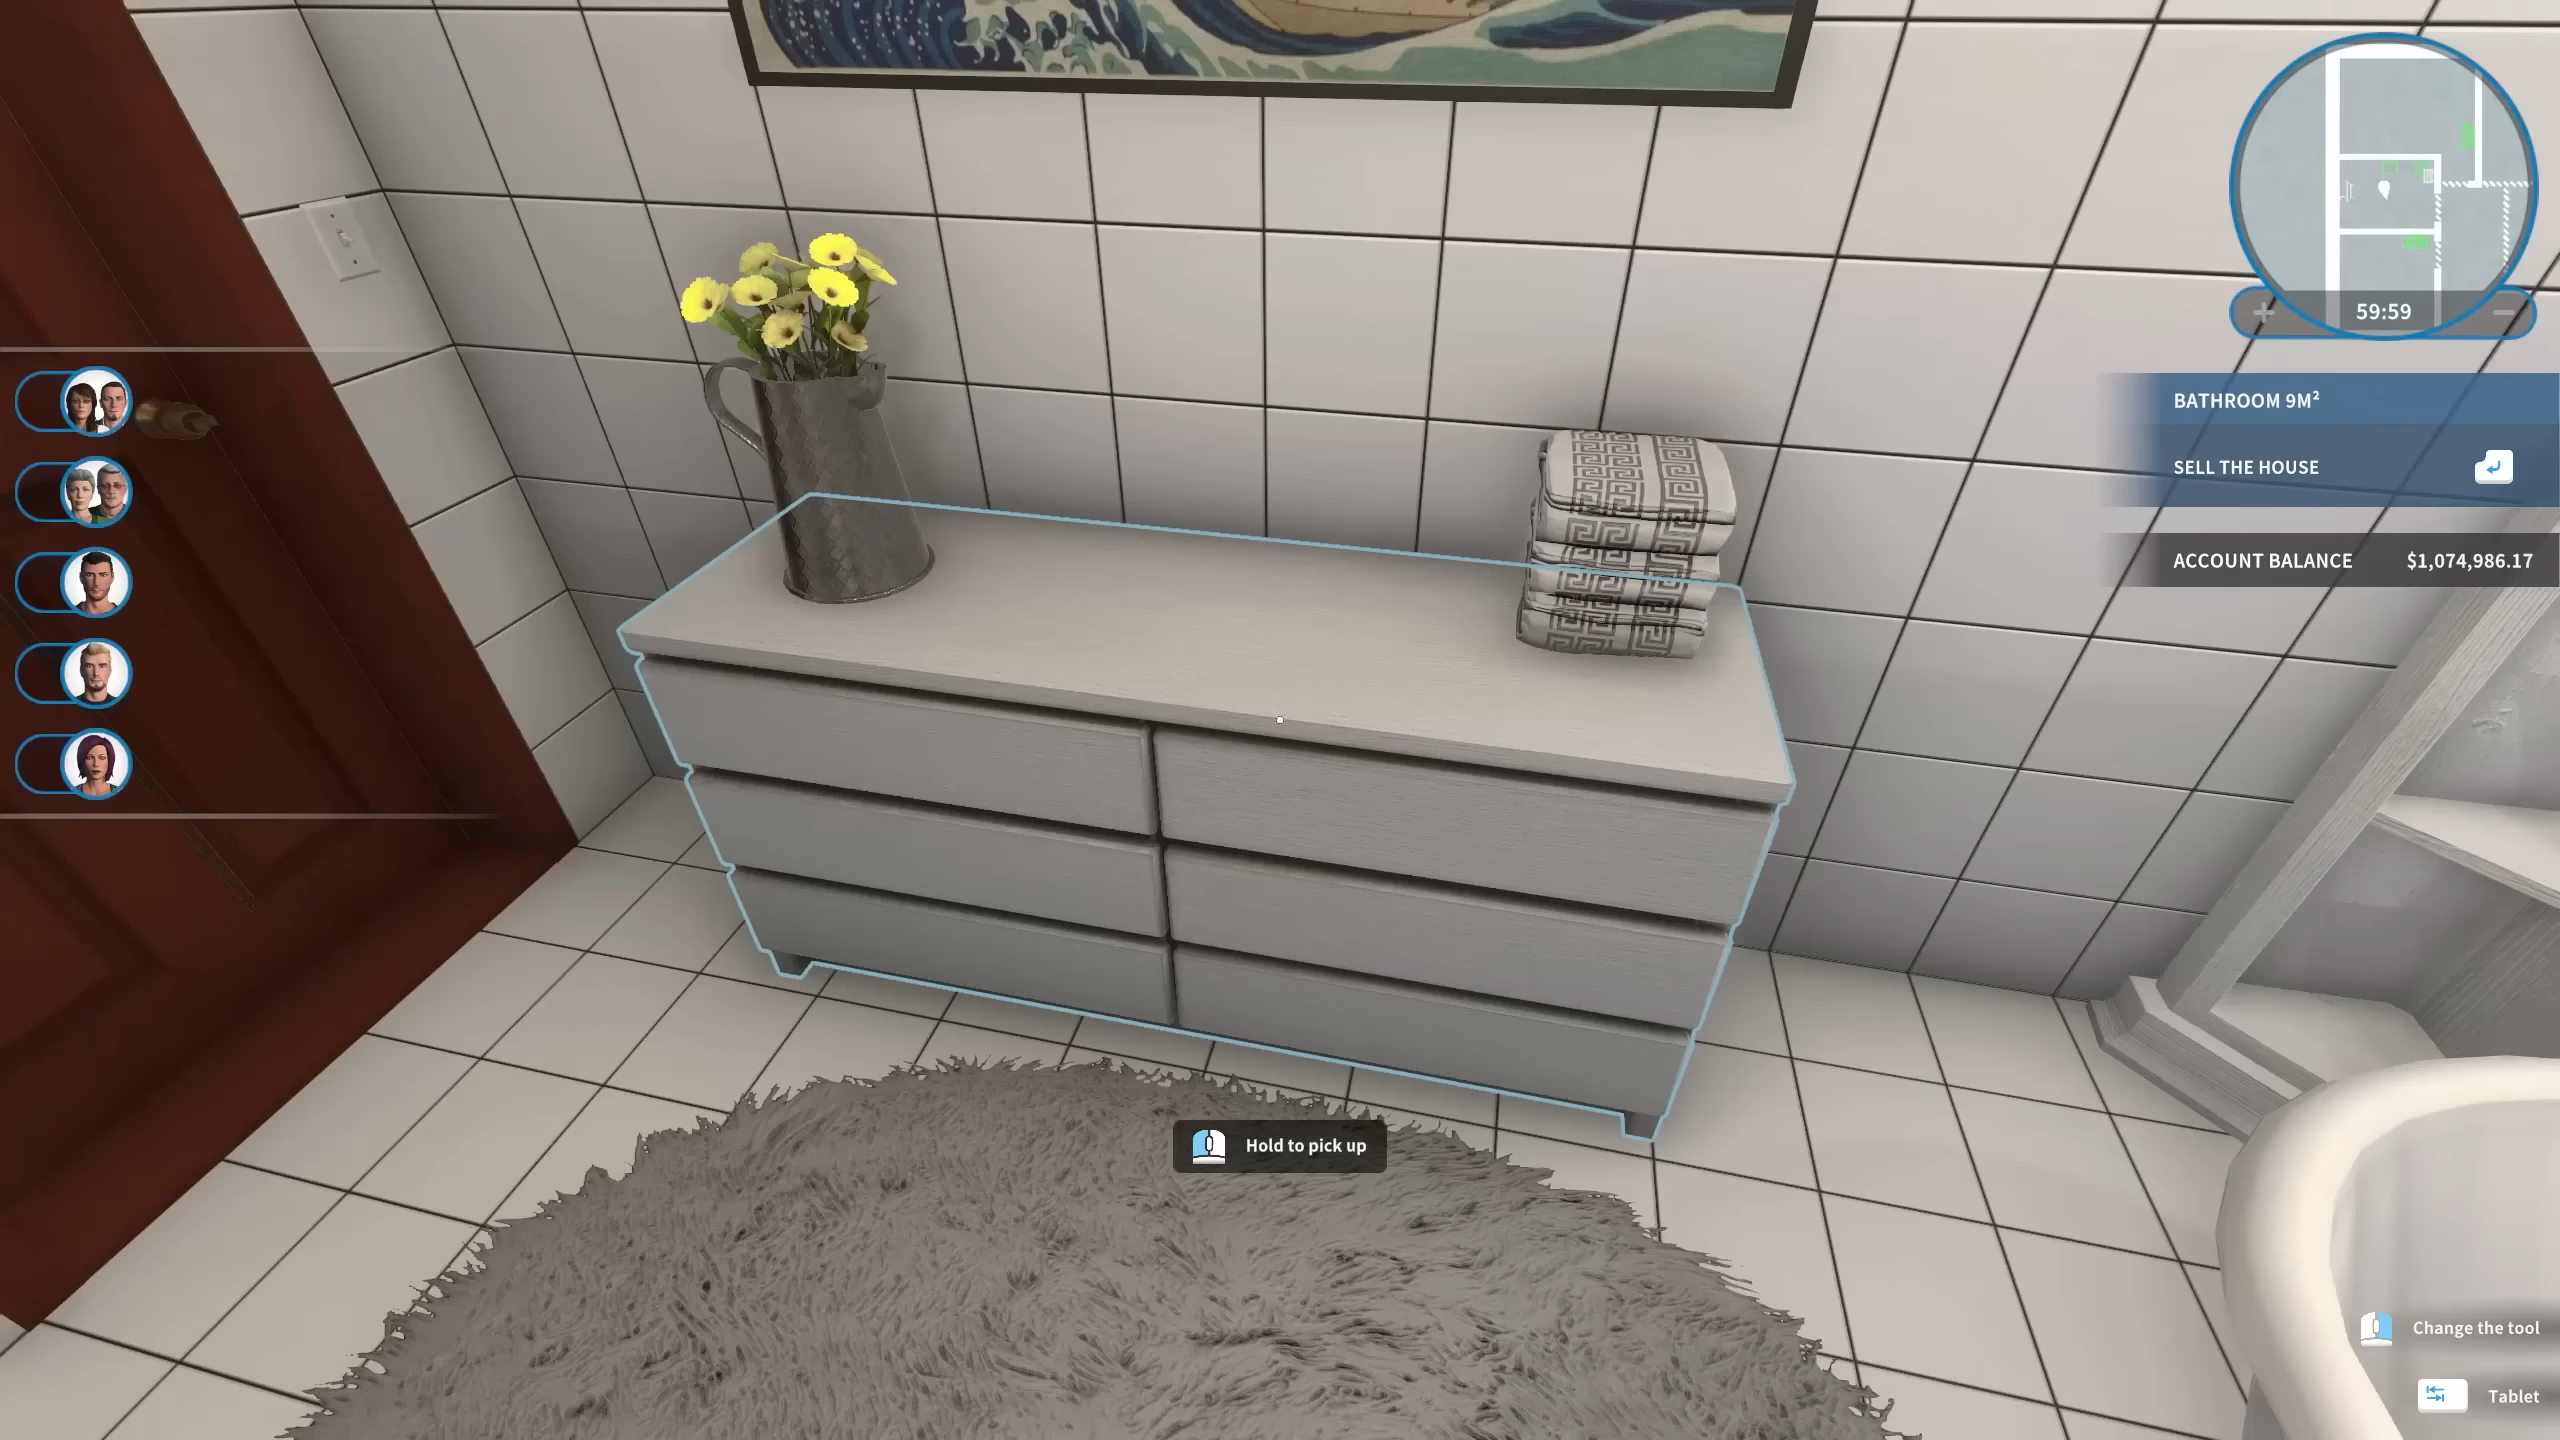 59:59
BATHROOM 9M²
SELL THE HOUSE
ACCOUNT BALANCE $1,074,986.17
Hold to pick up
Change the tool
Tablet